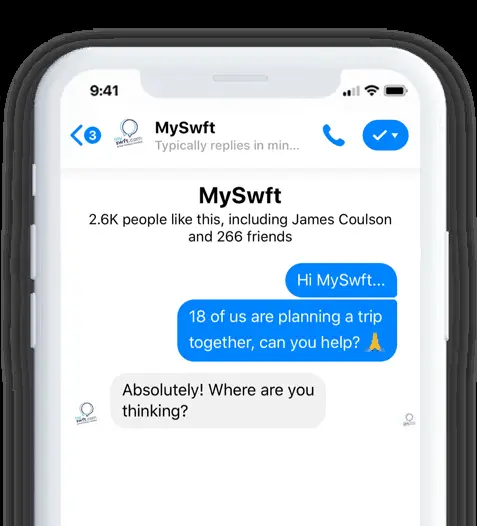 9:41
3
swft.com
MySwft
Typically replies in min...
MySwft
2.6K people like this, including James Coulson
and 266 friends
Hi MySwft...
18 of us are planning a trip
together, can you help? 🙏
Absolutely! Where are you
thinking?